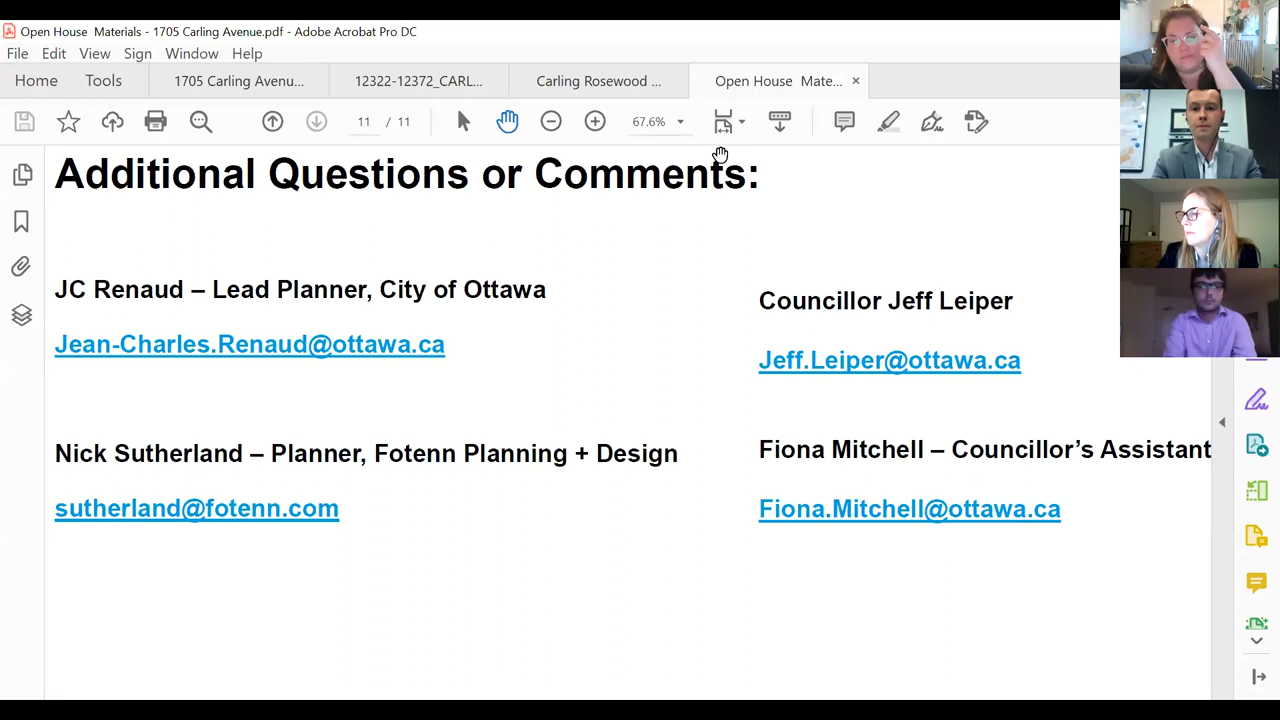 Open House  Materials - 1705 Carling Avenue.pdf - Adobe Acrobat Pro DC
File Edit View Sign Window Help
Home Tools 1705 Carling Avenu... 12322-12372_CARL... Carling Rosewood ... Open House  Mate... ×
11 / 11 67.6%
Additional Questions or Comments:
JC Renaud – Lead Planner, City of Ottawa
Jean-Charles.Renaud@ottawa.ca
Councillor Jeff Leiper
Jeff.Leiper@ottawa.ca
Nick Sutherland – Planner, Fotenn Planning + Design
sutherland@fotenn.com
Fiona Mitchell – Councillor’s Assistant
Fiona.Mitchell@ottawa.ca